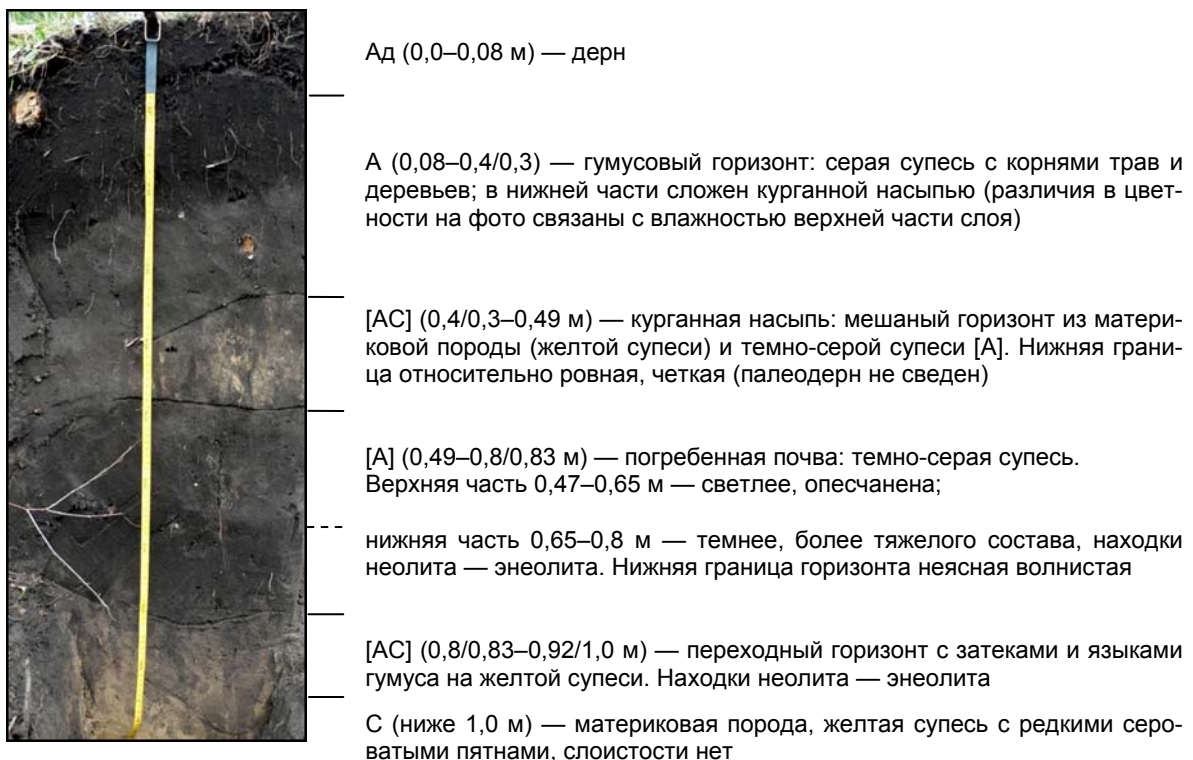 Ад (0,0–0,08 м) — дерн
А (0,08–0,4/0,3) — гумусовый горизонт: серая супесь с корнями трав и
деревьев; в нижней части сложен курганной насыпью (различия в цвет-
ности на фото связаны с влажностью верхней части слоя)
[АС] (0,4/0,3–0,49 м) — курганная насыпь: мешаный горизонт из матери-
ковой породы (желтой супеси) и темно-серой супеси [А]. Нижняя грани-
ца относительно ровная, четкая (палеодерн не сведен)
[А] (0,49–0,8/0,83 м) — погребенная почва: темно-серая супесь.
Верхняя часть 0,47–0,65 м — светлее, опесчанена;
нижняя часть 0,65–0,8 м — темнее, более тяжелого состава, находки
неолита — энеолита. Нижняя граница горизонта неясная волнистая
[АС] (0,8/0,83–0,92/1,0 м) — переходный горизонт с затеками и языками
гумуса на желтой супеси. Находки неолита — энеолита
С (ниже 1,0 м) — материковая порода, желтая супесь с редкими серо-
ватыми пятнами, слоистости нет